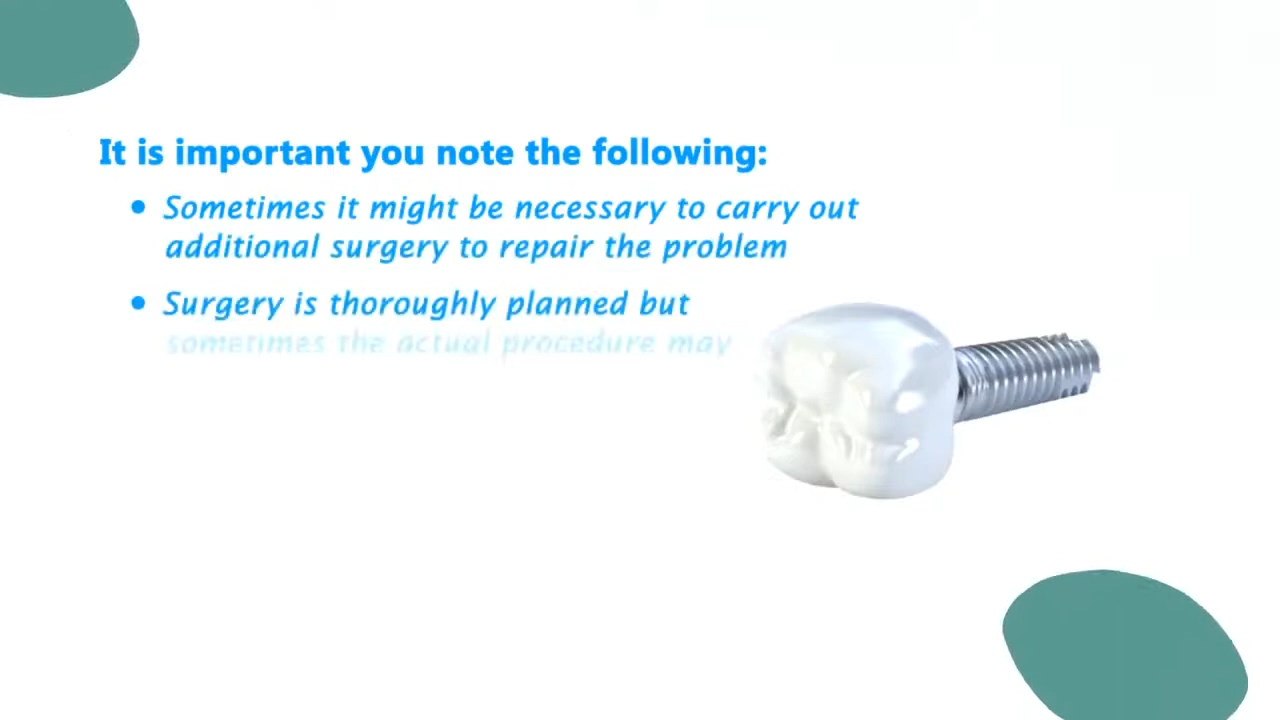 It is important you note the following:
• Sometimes it might be necessary to carry out
additional surgery to repair the problem
• Surgery is thoroughly planned but
sometimes the actual procedure may